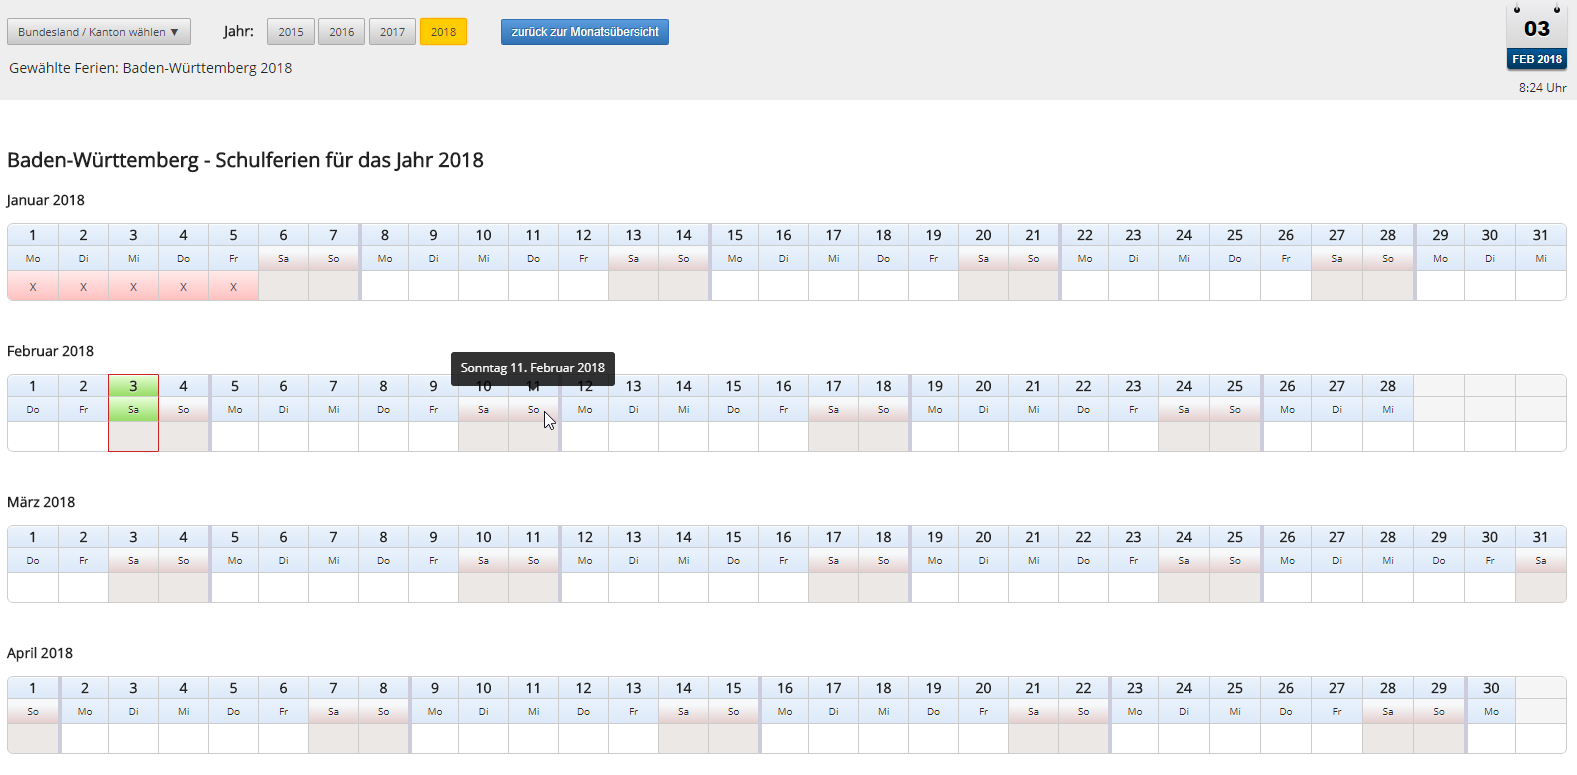 Bundesland / Kanton wählen ▼ Jahr: 2015 2016 2017 2018 zurück zur Monatsübersicht
03
FEB 2018
Gewählte Ferien: Baden-Württemberg 2018
8:24 Uhr
Baden-Württemberg - Schulferien für das Jahr 2018
Januar 2018
1 2 3 4 5 6 7 8 9 10 11 12 13 14 15 16 17 18 19 20 21 22 23 24 25 26 27 28 29 30 31
Mo Di Mi Do Fr Sa So Mo Di Mi Do Fr Sa So Mo Di Mi Do Fr Sa So Mo Di Mi Do Fr Sa So Mo Di Mi
X X X X X
Februar 2018
Sonntag 11. Februar 2018
1 2 3 4 5 6 7 8 9 10 11 12 13 14 15 16 17 18 19 20 21 22 23 24 25 26 27 28
Do Fr Sa So Mo Di Mi Do Fr Sa So Mo Di Mi Do Fr Sa So Mo Di Mi Do Fr Sa So Mo Di Mi
März 2018
1 2 3 4 5 6 7 8 9 10 11 12 13 14 15 16 17 18 19 20 21 22 23 24 25 26 27 28 29 30 31
Do Fr Sa So Mo Di Mi Do Fr Sa So Mo Di Mi Do Fr Sa So Mo Di Mi Do Fr Sa So Mo Di Mi Do Fr Sa
April 2018
1 2 3 4 5 6 7 8 9 10 11 12 13 14 15 16 17 18 19 20 21 22 23 24 25 26 27 28 29 30
So Mo Di Mi Do Fr Sa So Mo Di Mi Do Fr Sa So Mo Di Mi Do Fr Sa So Mo Di Mi Do Fr Sa So Mo